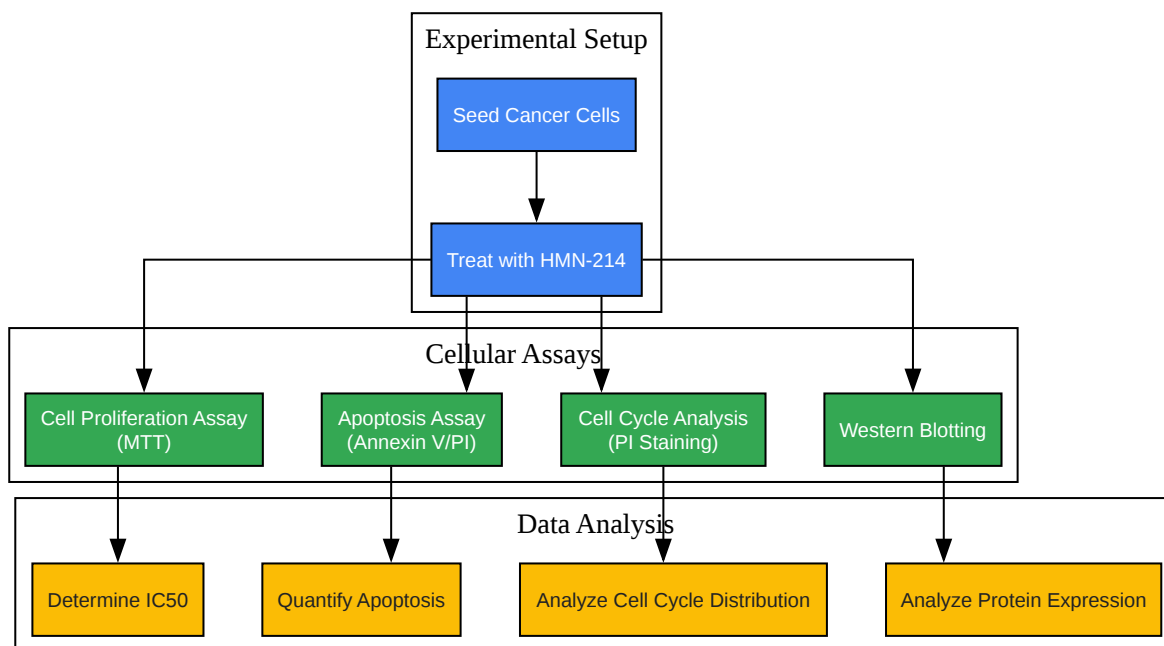 Experimental Setup
Seed Cancer Cells
Treat with HMN-214
Cellular Assays
Cell Proliferation Assay
(MTT)
Apoptosis Assay
(Annexin V/PI)
Cell Cycle Analysis
(PI Staining)
Western Blotting
Data Analysis
Determine IC50
Quantify Apoptosis
Analyze Cell Cycle Distribution
Analyze Protein Expression